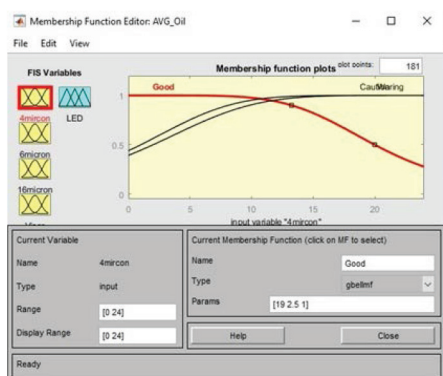 Membership Function Editor: AVG_Oil
File Edit View
FIS Variables
Membership function plots
plot points: 181
4mircon
LED
6micron
16micron
Good
1
0.5
0
0 5 10 15 20
input variable "4mircon"
Current Variable
Name 4mircon
Type input
Range [0 24]
Display Range [0 24]
Current Membership Function (click on MF to select)
Name Good
Type gbellmf
Params [19 2.5 1]
Help Close
Ready